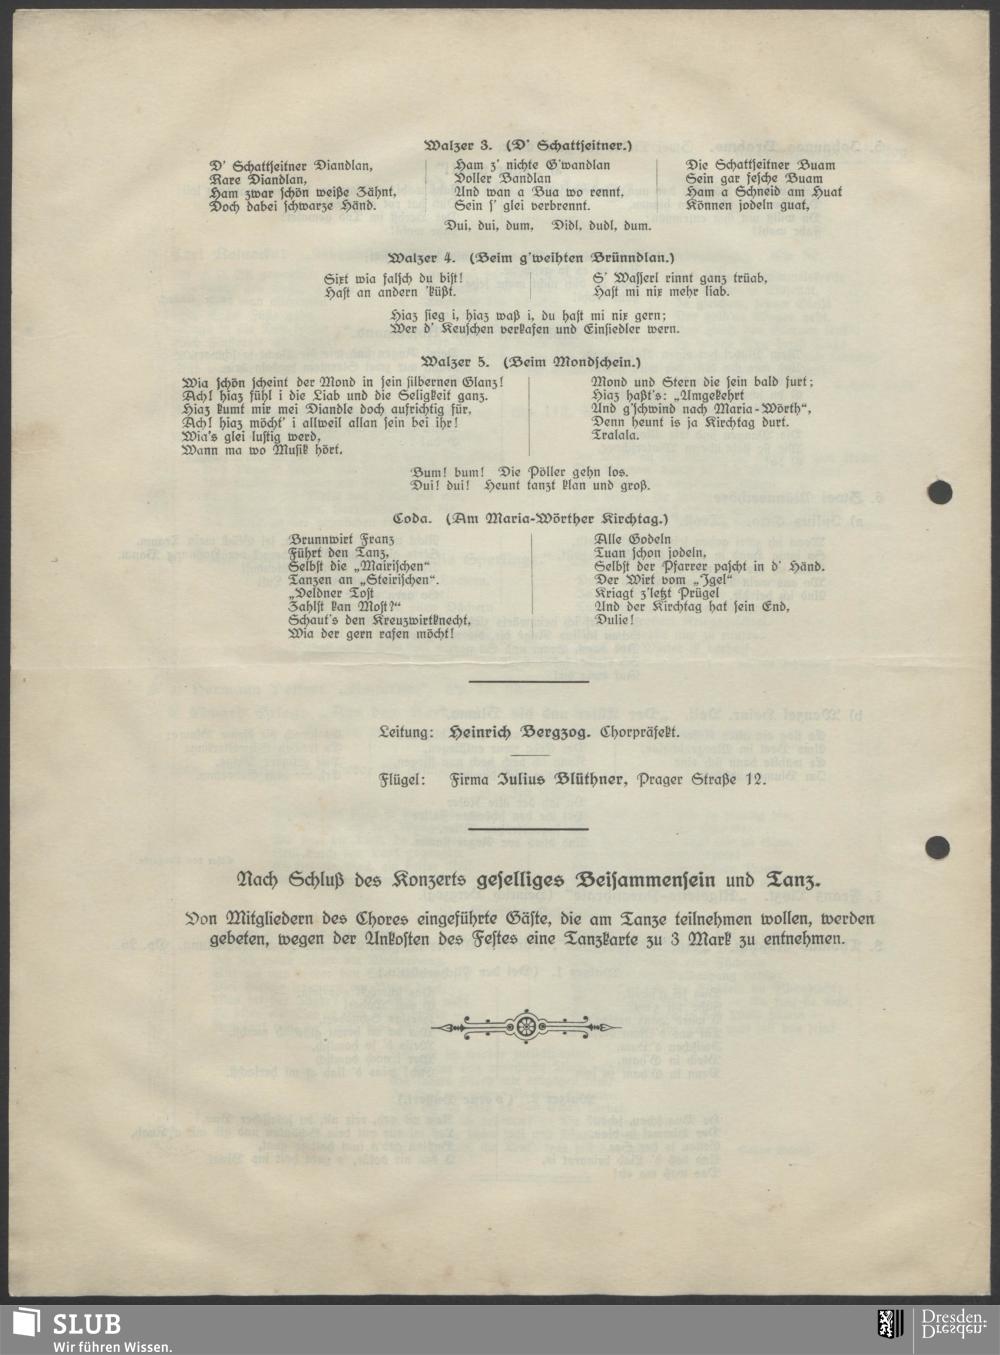 Walzer 3. (D' Schattseitner.)
D' Schattseitner Diandlan,
Rare Diandlan,
Ham zwar schön weiße Zähnt,
Doch dabei schwarze Händ.
Ham z' nichte G'wandlan
Voller Bandlan
Und wan a Bua wo rennt,
Sein s' glei verbrennt.
Die Schattseitner Buam
Sein gar fesche Buam
Ham a Schneid am Huat
Können jodeln guat,
Dui, dui, dum, Didl, dudl, dum.
Walzer 4. (Beim g'weihten Bründlan.)
Sixt wia falsch du bist!
Hast an andern 'küßt.
S' Wasserl rinnt ganz trüab,
Hast mi nix mehr liab.
Hiaz sieg i, hiaz waß i, du hast mi nix gern;
Wer d' Keuschen verkafen und Einsiedler wern.
Walzer 5. (Beim Mondschein.)
Wia schön scheint der Mond in sein silbernen Glanz!
Ach! hiaz fühl i die Liab und die Seligkeit ganz.
Hiaz kumt mir mei Diandle doch aufrichtig für,
Ach! hiaz möcht' i allweil allan sein bei ihr!
Wia's glei lustig werd,
Wann ma wo Musik hört.
Mond und Stern die sein bald furt;
Hiaz haßt's: „Umgekehrt
Und g'schwind nach Maria-Wörth“,
Denn heunt is ja Kirchtag durt.
Tralala.
Bum! bum! Die Pöller gehn los.
Dui! dui! Heunt tanzt klan und groß.
Coda. (Am Maria-Wörther Kirchtag.)
Brunnwirt Franz
Führt den Tanz,
Selbst die „Mairischen“
Tanzen an „Steirischen“.
„Veldner Tost
Zahlst kan Most?“
Schaut's den Kreuzwirtknecht,
Wia der gern rafen möcht!
Alle Godeln
Tuan schon jodeln,
Selbst der Pfarrer pascht in d' Händ.
Der Wirt vom „Igel“
Kriagt z'letzt Prügel
Und der Kirchtag hat sein End,
Dulie!
Leitung: Heinrich Bergzog. Chorpräfekt.
Flügel: Firma Julius Blüthner, Prager Straße 12.
Nach Schluß des Konzerts geselliges Beisammensein und Tanz.
Von Mitgliedern des Chores eingeführte Gäste, die am Tanze teilnehmen wollen, werden
gebeten, wegen der Unkosten des Festes eine Tanzkarte zu 3 Mark zu entnehmen.
SLUB
Wir führen Wissen.
Dresden.
Dresden.